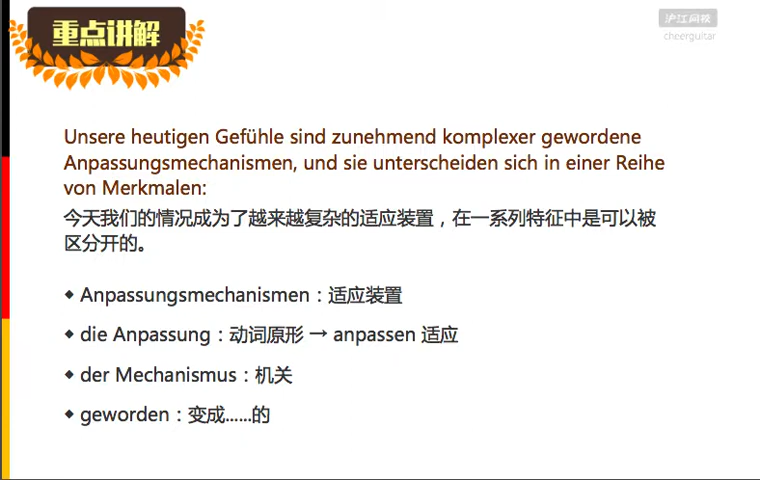 重点讲解
沪江网校
cheerguitar
Unsere heutigen Gefühle sind zunehmend komplexer gewordene
Anpassungsmechanismen, und sie unterscheiden sich in einer Reihe
von Merkmalen:
今天我们的情况成为了越来越复杂的适应装置，在一系列特征中是可以被
区分开的。
◆ Anpassungsmechanismen：适应装置
◆ die Anpassung：动词原形 → anpassen 适应
◆ der Mechanismus：机关
◆ geworden：变成......的